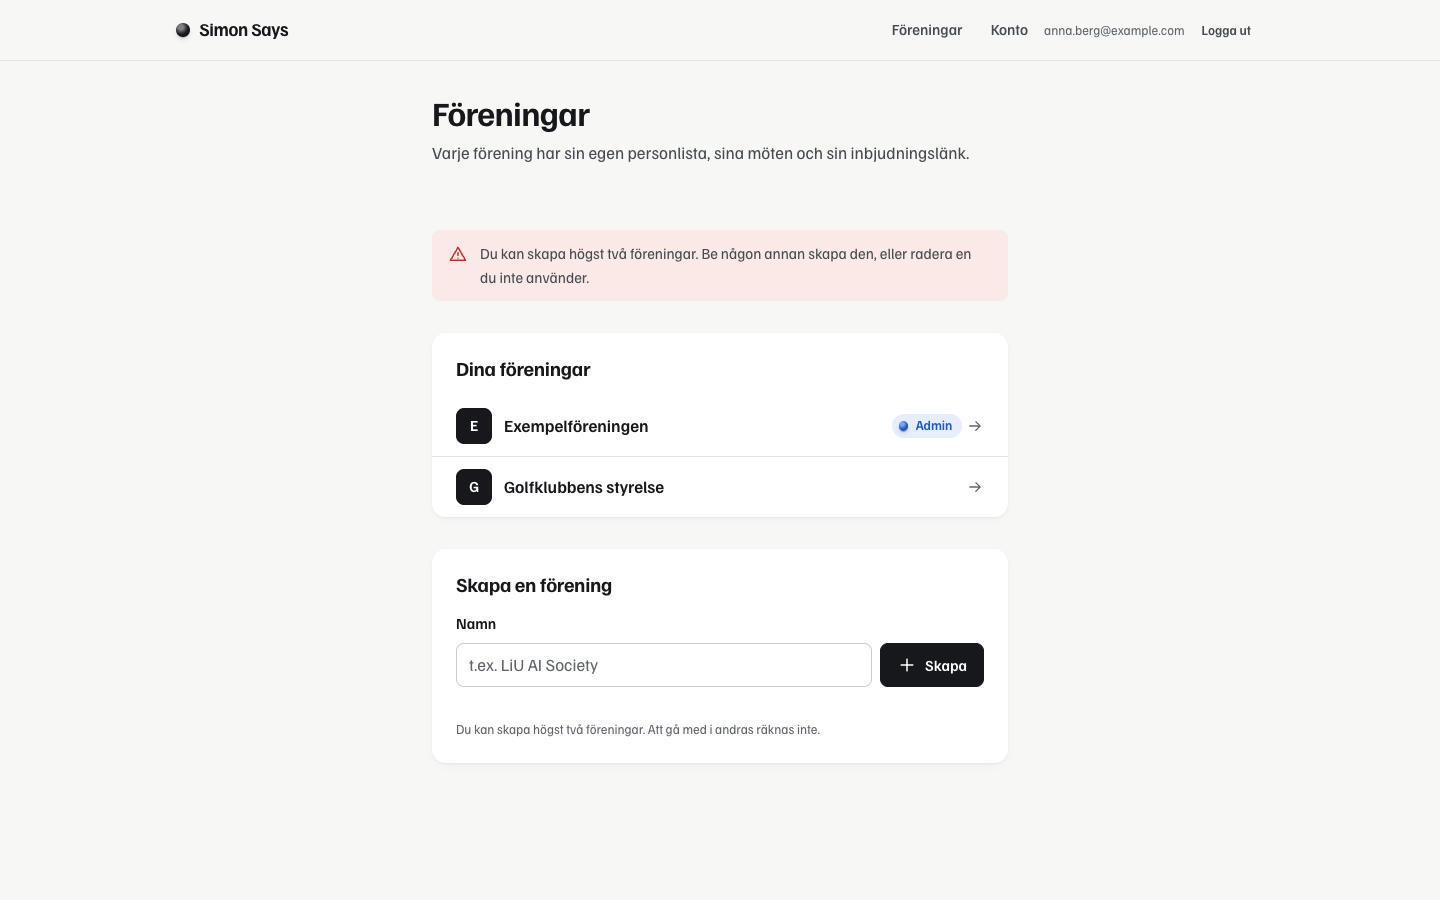 Simon Says
Föreningar
Konto
anna.berg@example.com
Logga ut
Föreningar
Varje förening har sin egen personlista, sina möten och sin inbjudningslänk.
Du kan skapa högst två föreningar. Be någon annan skapa den, eller radera en
du inte använder.
Dina föreningar
E
Exempelföreningen
Admin
G
Golfklubbens styrelse
Skapa en förening
Namn
t.ex. LiU AI Society
Skapa
Du kan skapa högst två föreningar. Att gå med i andras räknas inte.